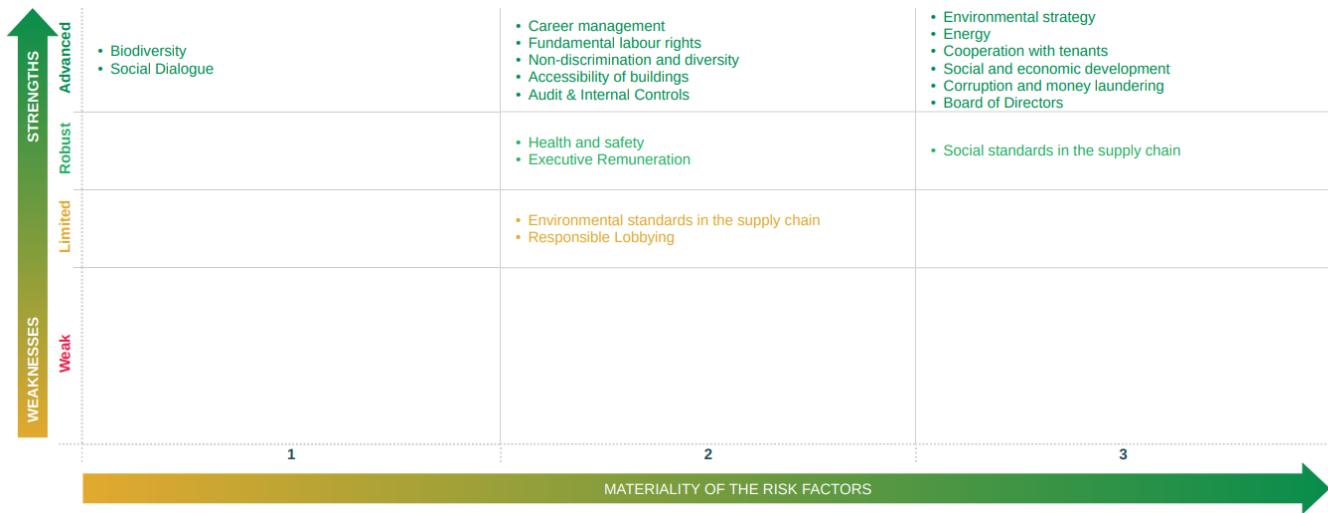 STRENGTHS
WEAKNESSES
Advanced
• Biodiversity
• Social Dialogue
• Career management
• Fundamental labour rights
• Non-discrimination and diversity
• Accessibility of buildings
• Audit & Internal Controls
• Environmental strategy
• Energy
• Cooperation with tenants
• Social and economic development
• Corruption and money laundering
• Board of Directors
Robust
• Health and safety
• Executive Remuneration
• Social standards in the supply chain
Limited
• Environmental standards in the supply chain
• Responsible Lobbying
Weak
1
2
3
MATERIALITY OF THE RISK FACTORS